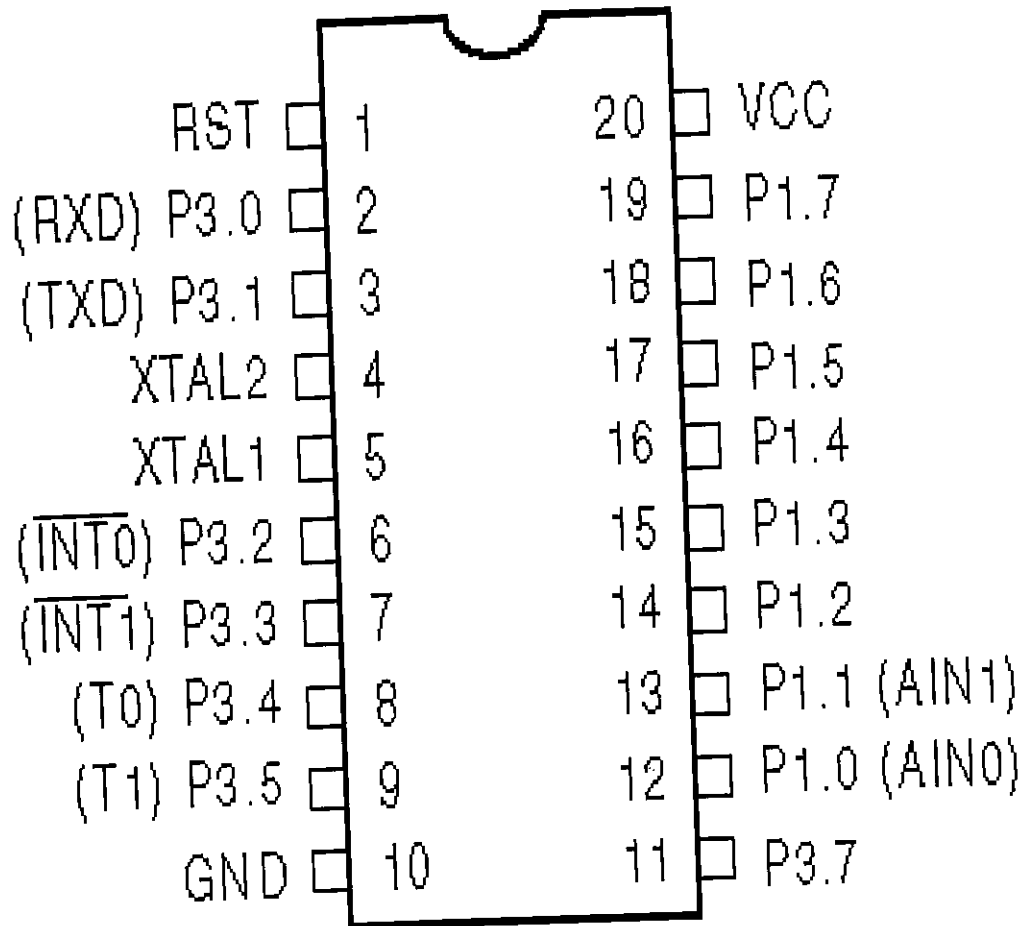 RST 1 20 VCC
(RXD) P3.0 2 19 P1.7
(TXD) P3.1 3 18 P1.6
XTAL2 4 17 P1.5
XTAL1 5 16 P1.4
(I̅N̅T̅0̅) P3.2 6 15 P1.3
(I̅N̅T̅1̅) P3.3 7 14 P1.2
(T0) P3.4 8 13 P1.1 (AIN1)
(T1) P3.5 9 12 P1.0 (AIN0)
GND 10 11 P3.7